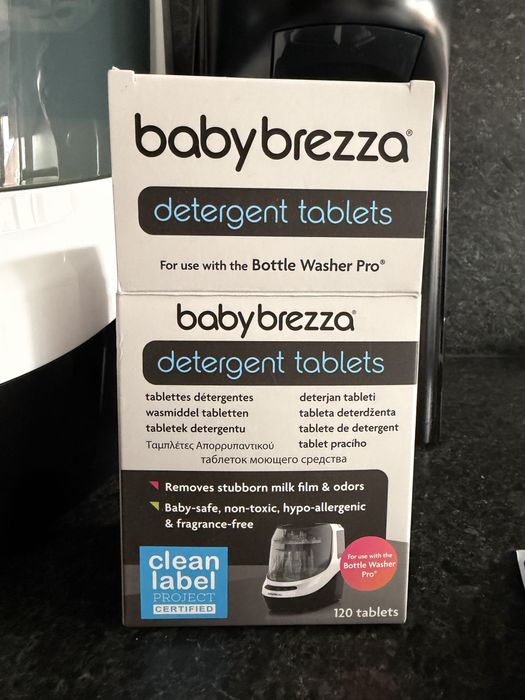 babybrezza®
detergent tablets
For use with the Bottle Washer Pro®
babybrezza®
detergent tablets
tablettes détergentes
wasmiddel tabletten
tabletek detergentu
Ταμπλέτες Απορρυπαντικού
deterjan tableti
tableta deterdženta
tablete de detergent
tablet pracího
таблеток моющего средства
Removes stubborn milk film & odors
Baby-safe, non-toxic, hypo-allergenic
& fragrance-free
clean
label
PROJECT
CERTIFIED
For use with the
Bottle Washer
Pro®
120 tablets